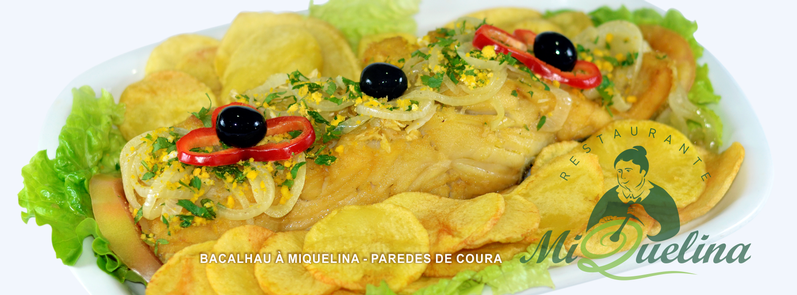 RESTAURANTE
MiQuelina
BACALHAU À MIQUELINA - PAREDES DE COURA